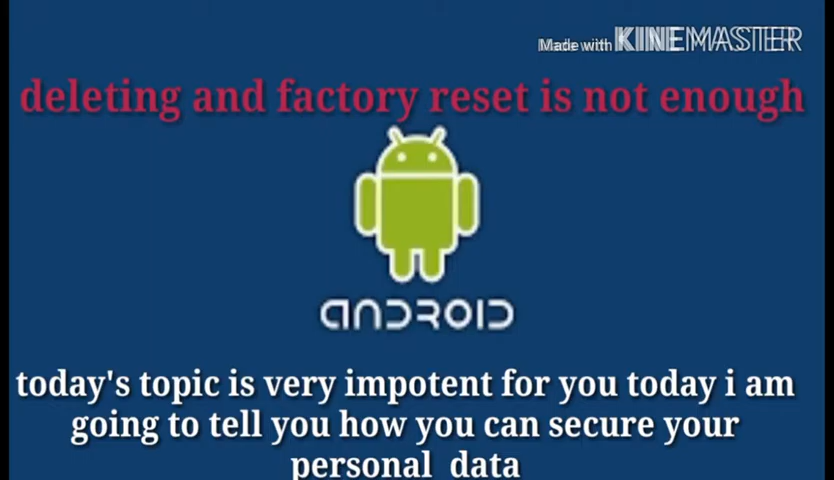 Made with KINEMASTER
deleting and factory reset is not enough
ANDROID
today's topic is very impotent for you today i am
going to tell you how you can secure your
personal data